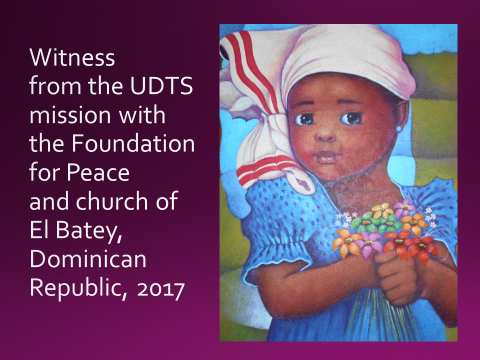 Witness
from the UDTS
mission with
the Foundation
for Peace
and church of
El Batey,
Dominican
Republic, 2017